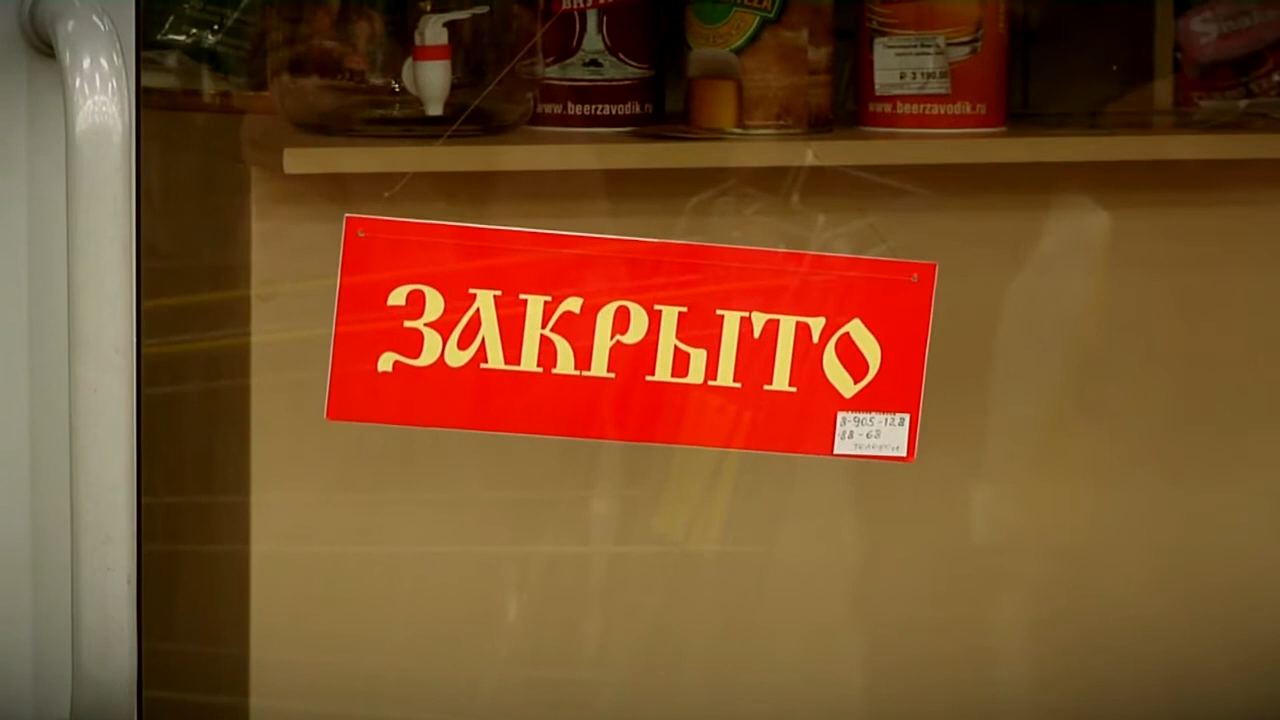 www.beerzavodik.ru
₽ 3 190,00
www.beerzavodik.ru
ЗАКРЫТО
8-905-128
-88-68